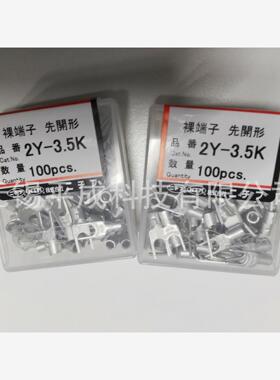 裸端子 先開形
品番 2Y-3.5K
Cat.No.
数量 100pcs.
Quantity
裸端子 先開形
品番 2Y-3.5K
Cat.No.
数量 100pcs.
Quantity